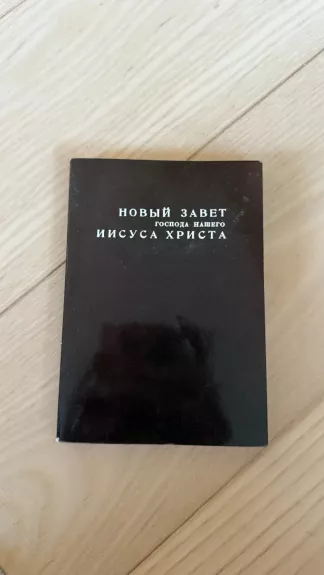 НОВЫЙ ЗАВЕТ
ГОСПОДА НАШЕГО
ИИСУСА ХРИСТА